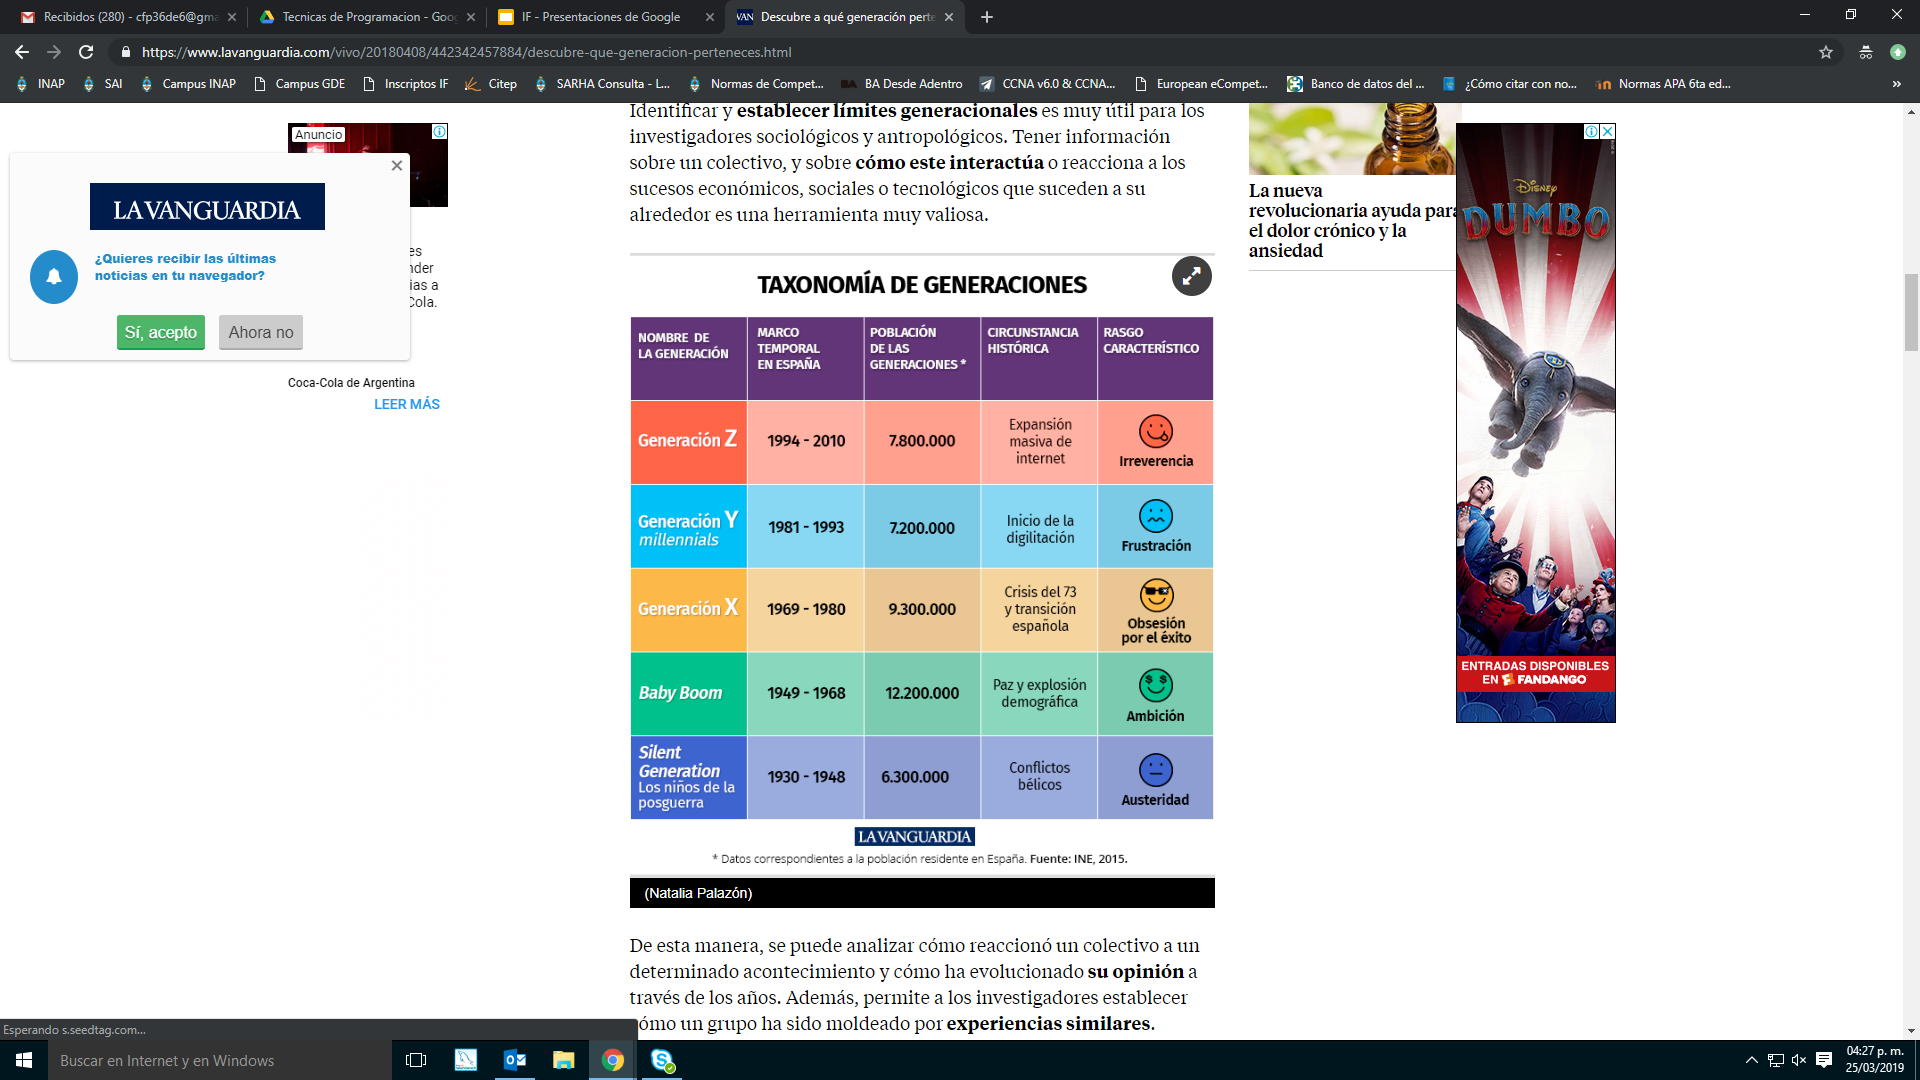 Recibidos (280) - cfp36de6@gma
Tecnicas de Programacion - Goog
IF - Presentaciones de Google
Descubre a qué generación perte
https://www.lavanguardia.com/vivo/20180408/442342457884/descubre-que-generacion-perteneces.html
INAP
SAI
Campus INAP
Campus GDE
Inscriptos IF
Citep
SARHA Consulta - L...
Normas de Compet...
BA Desde Adentro
CCNA v6.0 & CCNA...
European eCompet...
Banco de datos del ...
¿Cómo citar con no...
Normas APA 6ta ed...
»
Anuncio
LA VANGUARDIA
¿Quieres recibir las últimas
noticias en tu navegador?
Sí, acepto
Ahora no
es
nder
ias a
Cola.
Coca-Cola de Argentina
LEER MÁS
Identificar y establecer límites generacionales es muy útil para los
investigadores sociológicos y antropológicos. Tener información
sobre un colectivo, y sobre cómo este interactúa o reacciona a los
sucesos económicos, sociales o tecnológicos que suceden a su
alrededor es una herramienta muy valiosa.
TAXONOMÍA DE GENERACIONES
NOMBRE DE
LA GENERACIÓN
MARCO
TEMPORAL
EN ESPAÑA
POBLACIÓN
DE LAS
GENERACIONES *
CIRCUNSTANCIA
HISTÓRICA
RASGO
CARACTERÍSTICO
Generación Z
1994 - 2010
7.800.000
Expansión
masiva de
internet
Irreverencia
Generación Y
millennials
1981 - 1993
7.200.000
Inicio de la
digilitación
Frustración
Generación X
1969 - 1980
9.300.000
Crisis del 73
y transición
española
Obsesión
por el éxito
Baby Boom
1949 - 1968
12.200.000
Paz y explosión
demográfica
Ambición
Silent
Generation
Los niños de la
posguerra
1930 - 1948
6.300.000
Conflictos
bélicos
Austeridad
LA VANGUARDIA
* Datos correspondientes a la población residente en España. Fuente: INE, 2015.
(Natalia Palazón)
De esta manera, se puede analizar cómo reaccionó un colectivo a un
determinado acontecimiento y cómo ha evolucionado su opinión a
través de los años. Además, permite a los investigadores establecer
cómo un grupo ha sido moldeado por experiencias similares.
La nueva
revolucionaria ayuda para
el dolor crónico y la
ansiedad
Disney
DUMBO
ENTRADAS DISPONIBLES
EN FANDANGO
Esperando s.seedtag.com...
Buscar en Internet y en Windows
04:27 p. m.
25/03/2019